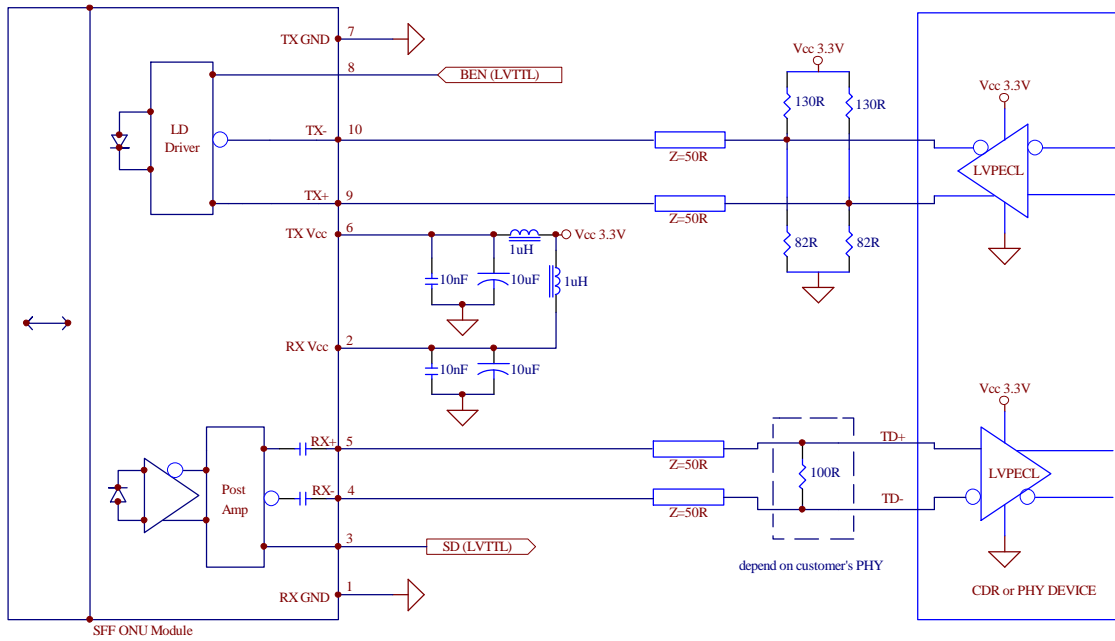 TX GND
7
8
BEN (LVTTL)
Vcc 3.3V
130R
130R
Vcc 3.3V
LD
Driver
TX-
10
Z=50R
LVPECL
TX+
9
Z=50R
TX Vcc
6
1uH
Vcc 3.3V
82R
82R
10nF
10uF
1uH
RX Vcc
2
10nF
10uF
Vcc 3.3V
RX+
5
Z=50R
TD+
Post
Amp
RX-
4
Z=50R
100R
TD-
LVPECL
3
SD (LVTTL)
depend on customer's PHY
RX GND
1
CDR or PHY DEVICE
SFF ONU Module